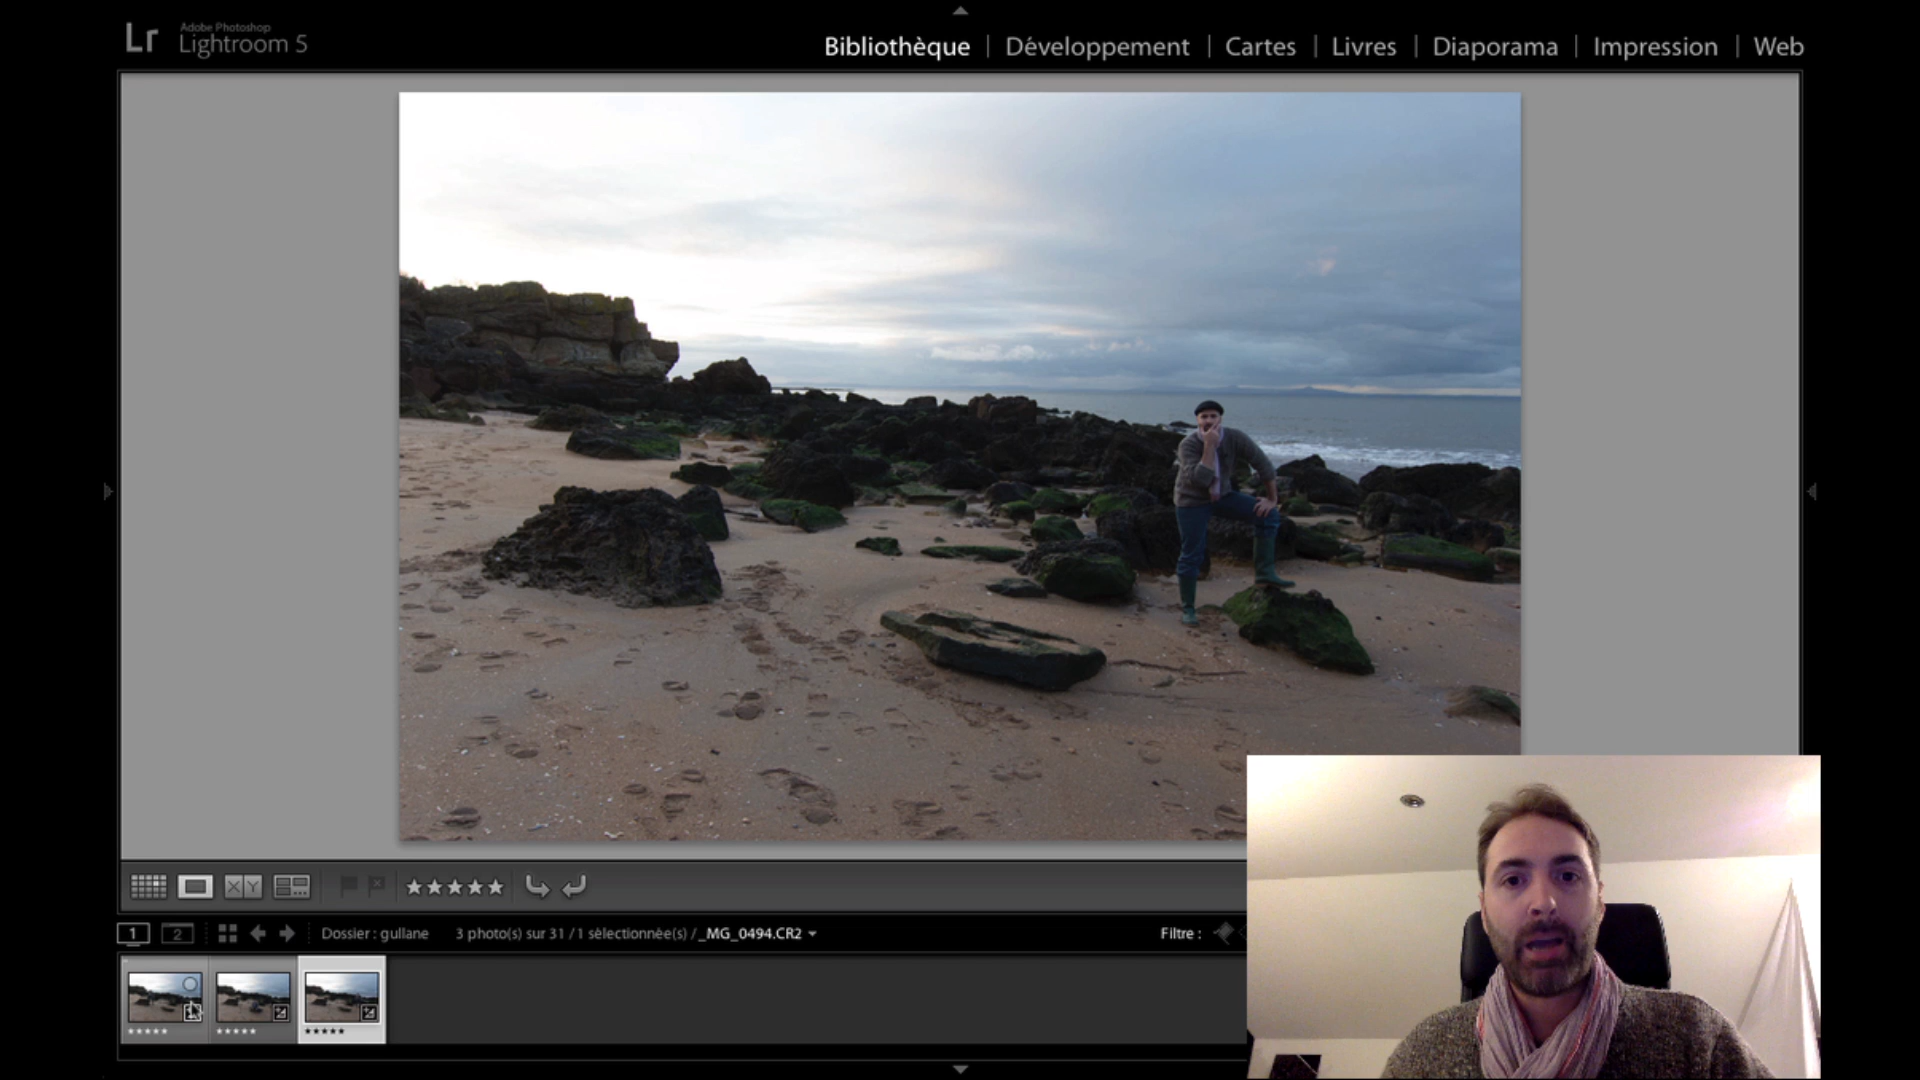 Lr Adobe Photoshop
Lightroom 5
Bibliothèque | Développement | Cartes | Livres | Diaporama | Impression | Web
XY
1 2 Dossier : gullane 3 photo(s) sur 31 / 1 sélectionnée(s) / _MG_0494.CR2 Filtre :